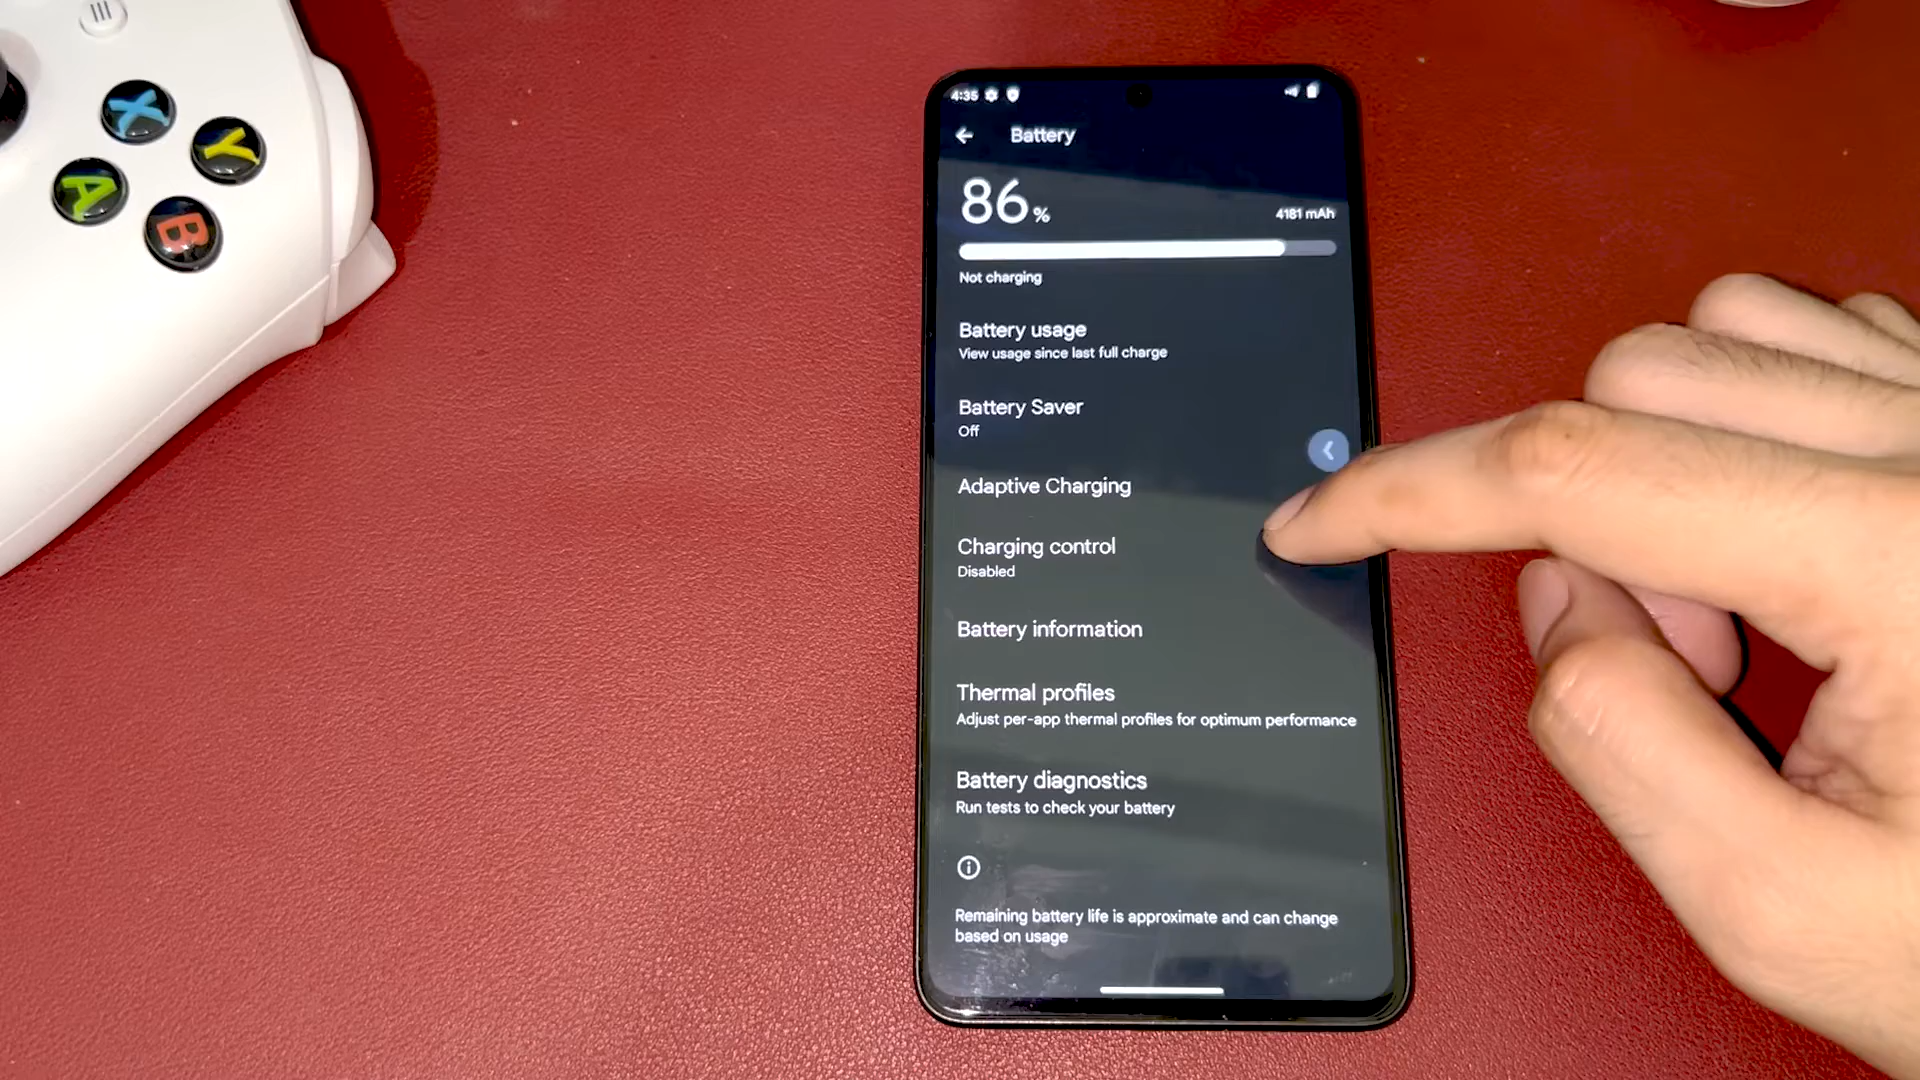 X
Y
A
B
4:35
Battery
86%
4181 mAh
Not charging
Battery usage
View usage since last full charge
Battery Saver
Off
Adaptive Charging
Charging control
Disabled
Battery information
Thermal profiles
Adjust per-app thermal profiles for optimum performance
Battery diagnostics
Run tests to check your battery
Remaining battery life is approximate and can change
based on usage